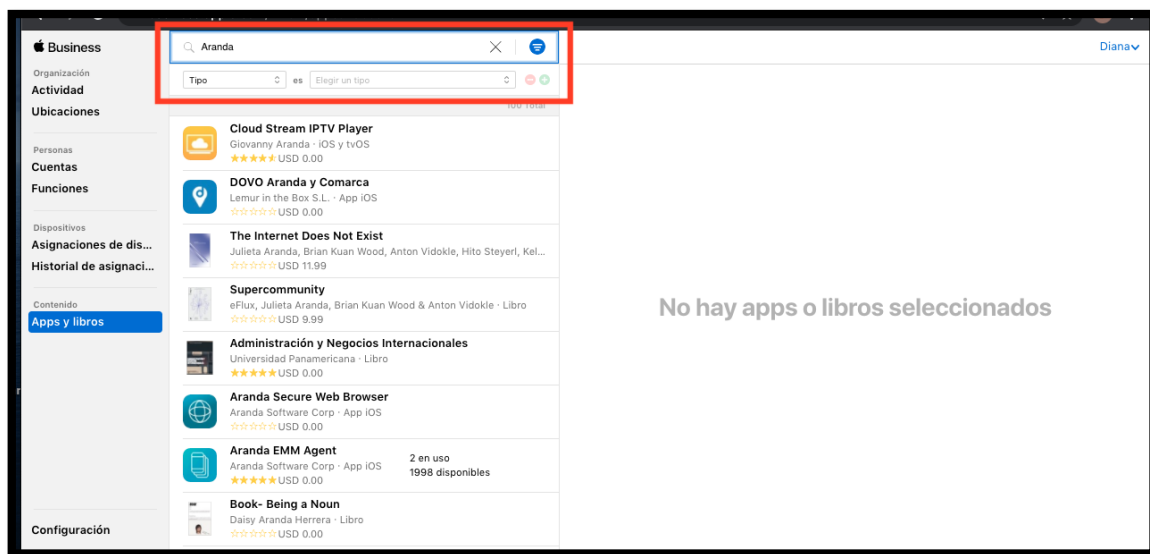 Business
Organización
Actividad
Ubicaciones
Personas
Cuentas
Funciones
Dispositivos
Asignaciones de dis...
Historial de asignaci...
Contenido
Apps y libros
Configuración
Aranda
Tipo es Elegir un tipo
100 Total
Cloud Stream IPTV Player
Giovanny Aranda · iOS y tvOS
USD 0.00
DOVO Aranda y Comarca
Lemur in the Box S.L. · App iOS
USD 0.00
The Internet Does Not Exist
Julieta Aranda, Brian Kuan Wood, Anton Vidokle, Hito Steyerl, Kel...
USD 11.99
Supercommunity
eFlux, Julieta Aranda, Brian Kuan Wood & Anton Vidokle · Libro
USD 9.99
Administración y Negocios Internacionales
Universidad Panamericana · Libro
USD 0.00
Aranda Secure Web Browser
Aranda Software Corp · App iOS
USD 0.00
Aranda EMM Agent
Aranda Software Corp · App iOS
USD 0.00
2 en uso
1998 disponibles
Book- Being a Noun
Daisy Aranda Herrera · Libro
USD 0.00
Diana
No hay apps o libros seleccionados